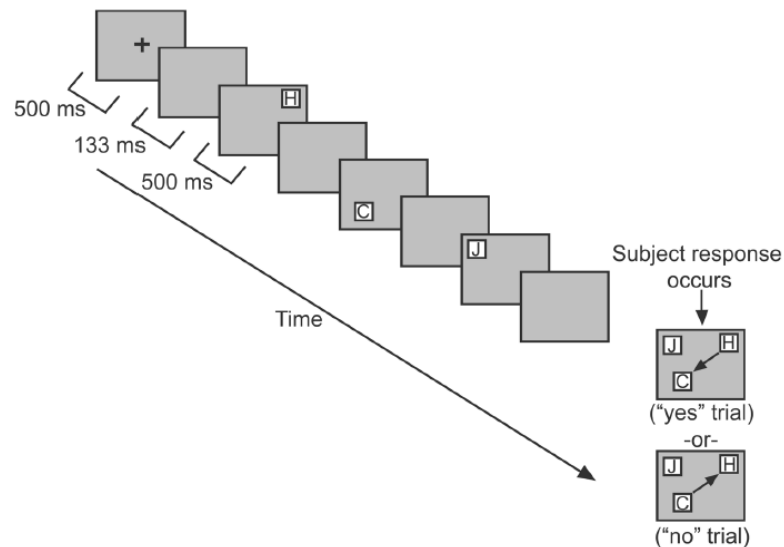 +
500 ms
133 ms
500 ms
H
C
J
Time
Subject response
occurs
J H
C
("yes" trial)
-or-
J H
C
("no" trial)